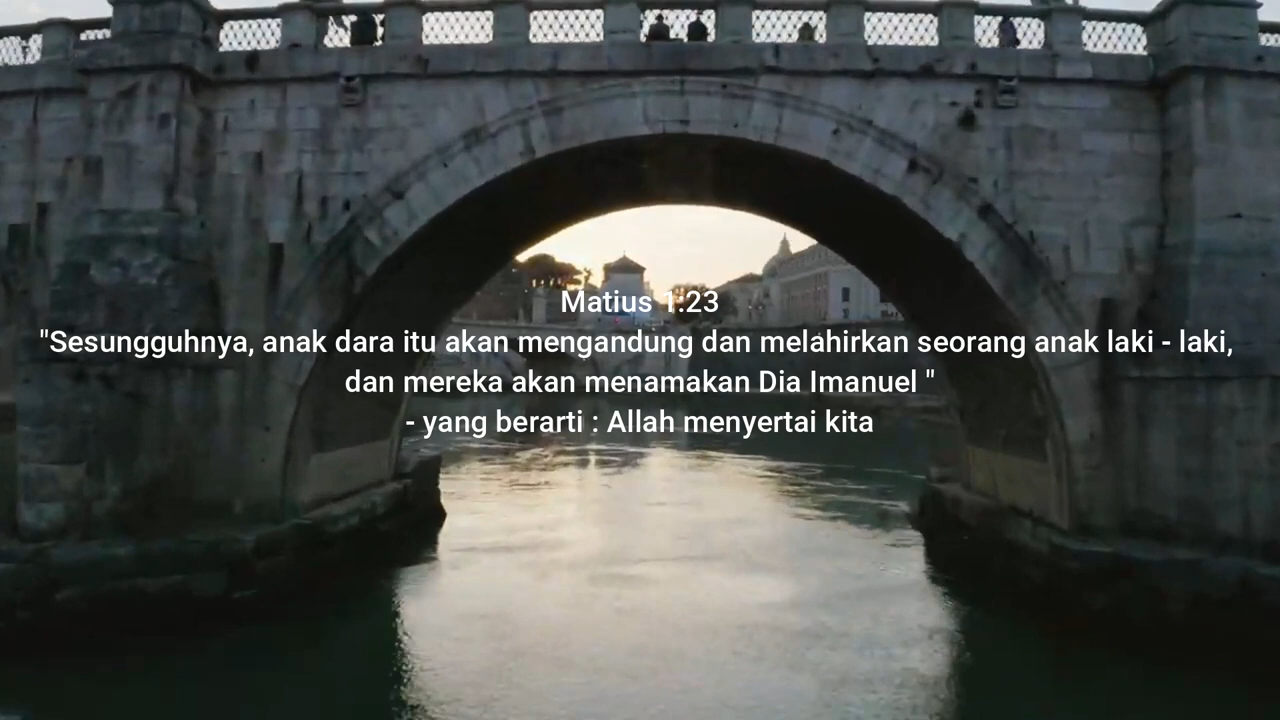 Matius 1:23
"Sesungguhnya, anak dara itu akan mengandung dan melahirkan seorang anak laki - laki,
dan mereka akan menamakan Dia Imanuel "
- yang berarti : Allah menyertai kita